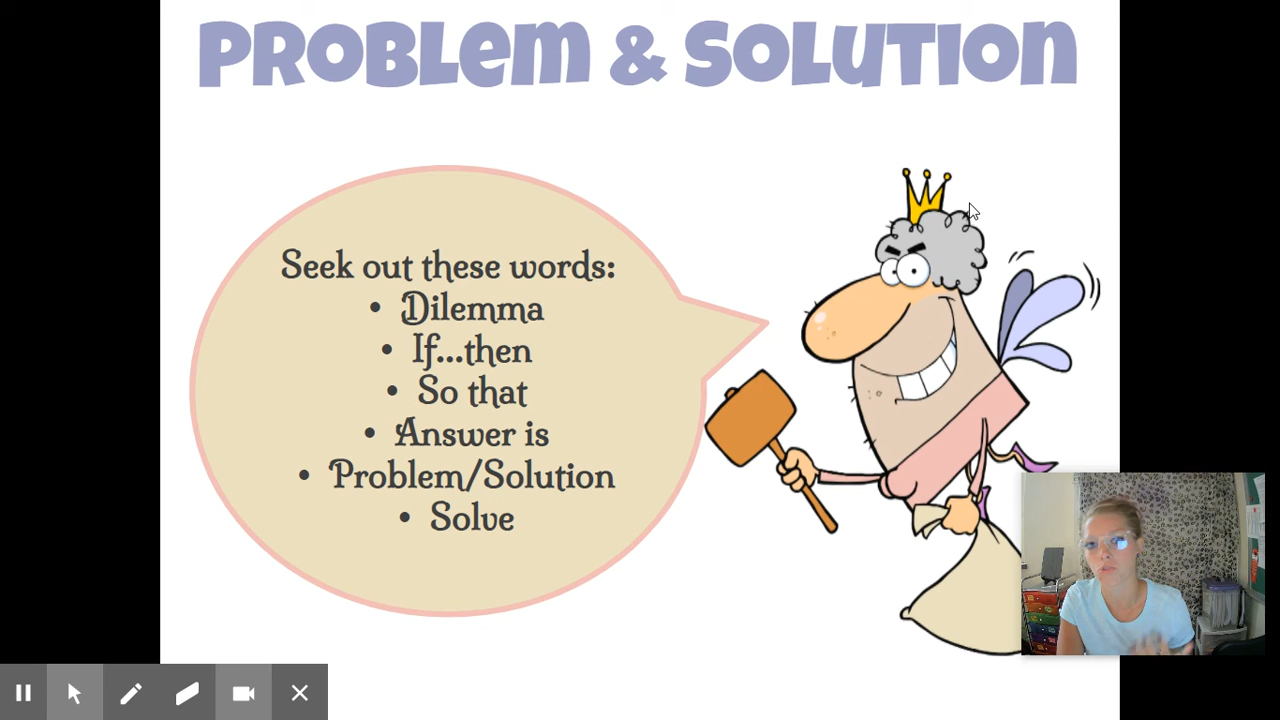 PROBLEM & SOLUTION
Seek out these words:
• Dilemma
• If...then
• So that
• Answer is
• Problem/Solution
• Solve